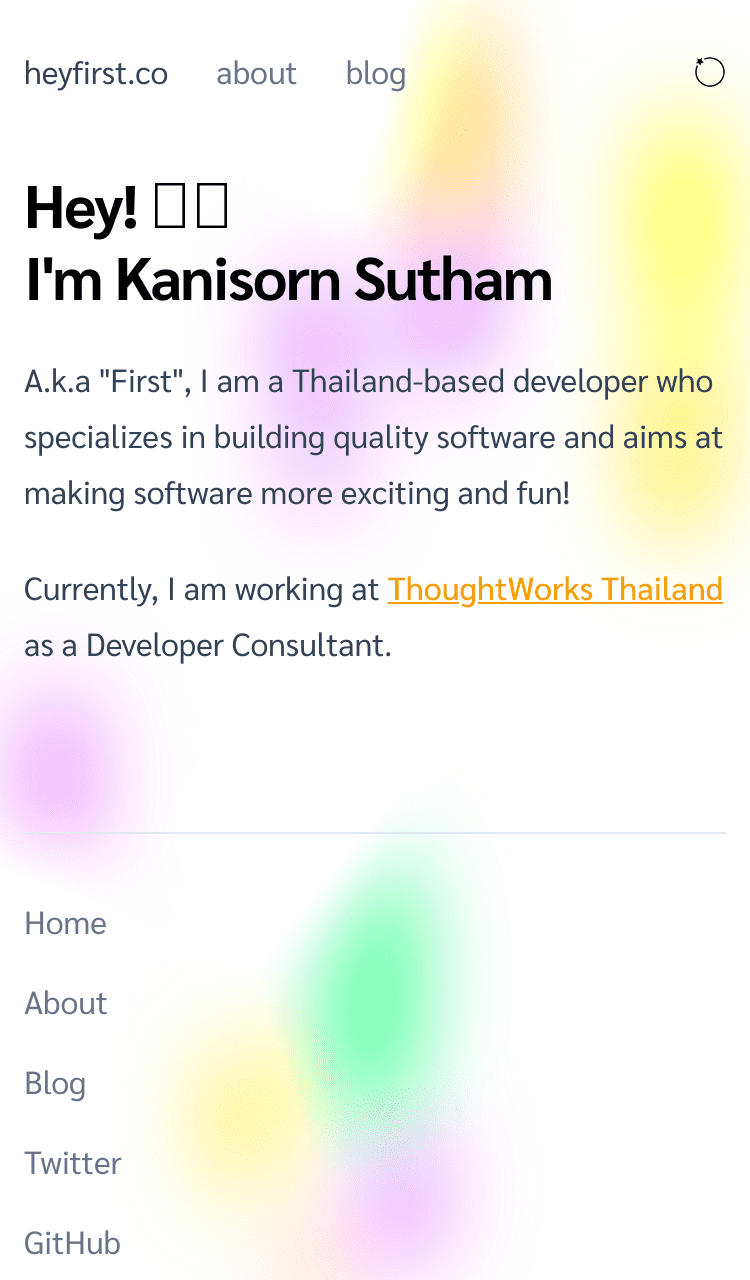 heyfirst.co about blog
Hey!
I'm Kanisorn Sutham
A.k.a "First", I am a Thailand-based developer who
specializes in building quality software and aims at
making software more exciting and fun!
Currently, I am working at ThoughtWorks Thailand
as a Developer Consultant.
Home
About
Blog
Twitter
GitHub